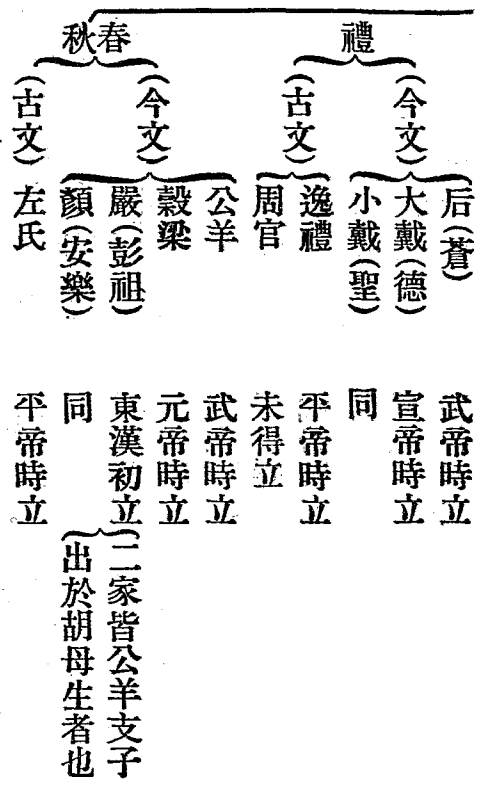 禮
（今文）
后（蒼）　武帝時立
大戴（德）　宣帝時立
小戴（聖）　同
（古文）
逸禮　平帝時立
周官　未得立
春秋
（今文）
公羊　武帝時立
穀梁　元帝時立
嚴（彭祖）　東漢初立
顏（安樂）　同
二家皆公羊支子
出於胡母生者也
（古文）
左氏　平帝時立